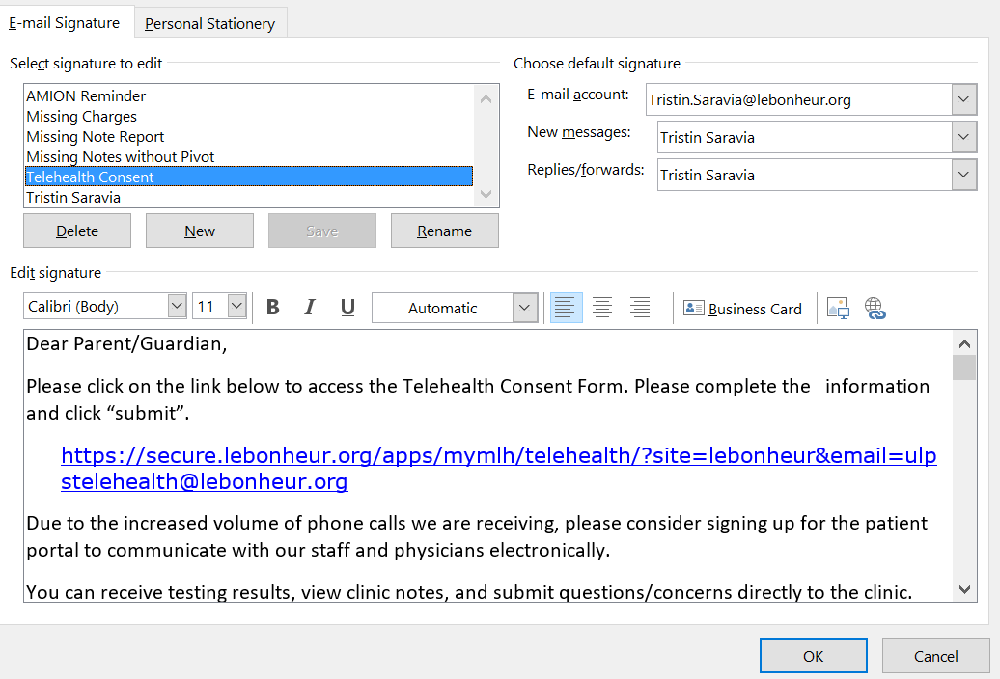 E-mail Signature
Personal Stationery
Select signature to edit
AMION Reminder
Missing Charges
Missing Note Report
Missing Notes without Pivot
Telehealth Consent
Tristin Saravia
Delete
New
Save
Rename
Choose default signature
E-mail account:
Tristin.Saravia@lebonheur.org
New messages:
Tristin Saravia
Replies/forwards:
Tristin Saravia
Edit signature
Calibri (Body)
11
B
I
U
Automatic
Business Card
Dear Parent/Guardian,
Please click on the link below to access the Telehealth Consent Form. Please complete the   information
and click “submit”.
https://secure.lebonheur.org/apps/mymlh/telehealth/?site=lebonheur&email=ulp
stelehealth@lebonheur.org
Due to the increased volume of phone calls we are receiving, please consider signing up for the patient
portal to communicate with our staff and physicians electronically.
You can receive testing results, view clinic notes, and submit questions/concerns directly to the clinic.
OK
Cancel